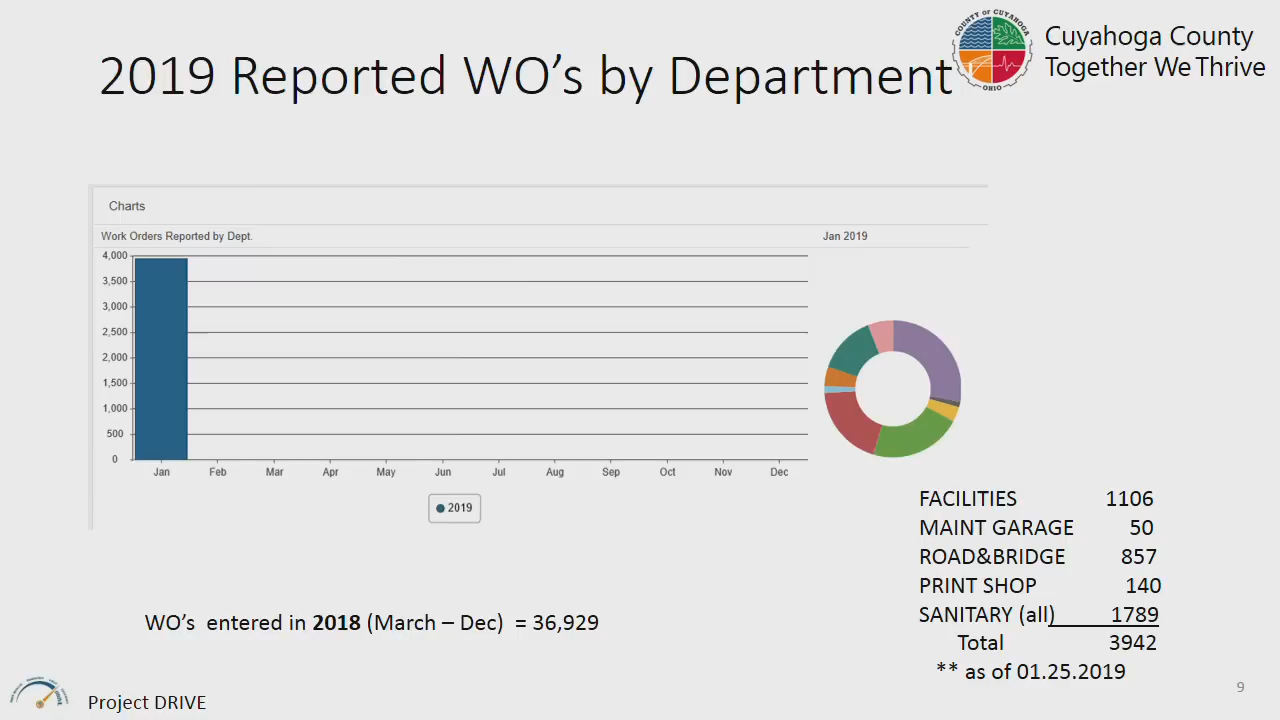 2019 Reported WO's by Department
COUNTY OF CUYAHOGA
OHIO
Cuyahoga County
Together We Thrive
Charts
Work Orders Reported by Dept.
Jan 2019
4,000
3,500
3,000
2,500
2,000
1,500
1,000
500
0
Jan Feb Mar Apr May Jun Jul Aug Sep Oct Nov Dec
2019
FACILITIES 1106
MAINT GARAGE 50
ROAD&BRIDGE 857
PRINT SHOP 140
SANITARY (all) 1789
Total 3942
** as of 01.25.2019
WO's entered in 2018 (March – Dec) = 36,929
Project DRIVE
9